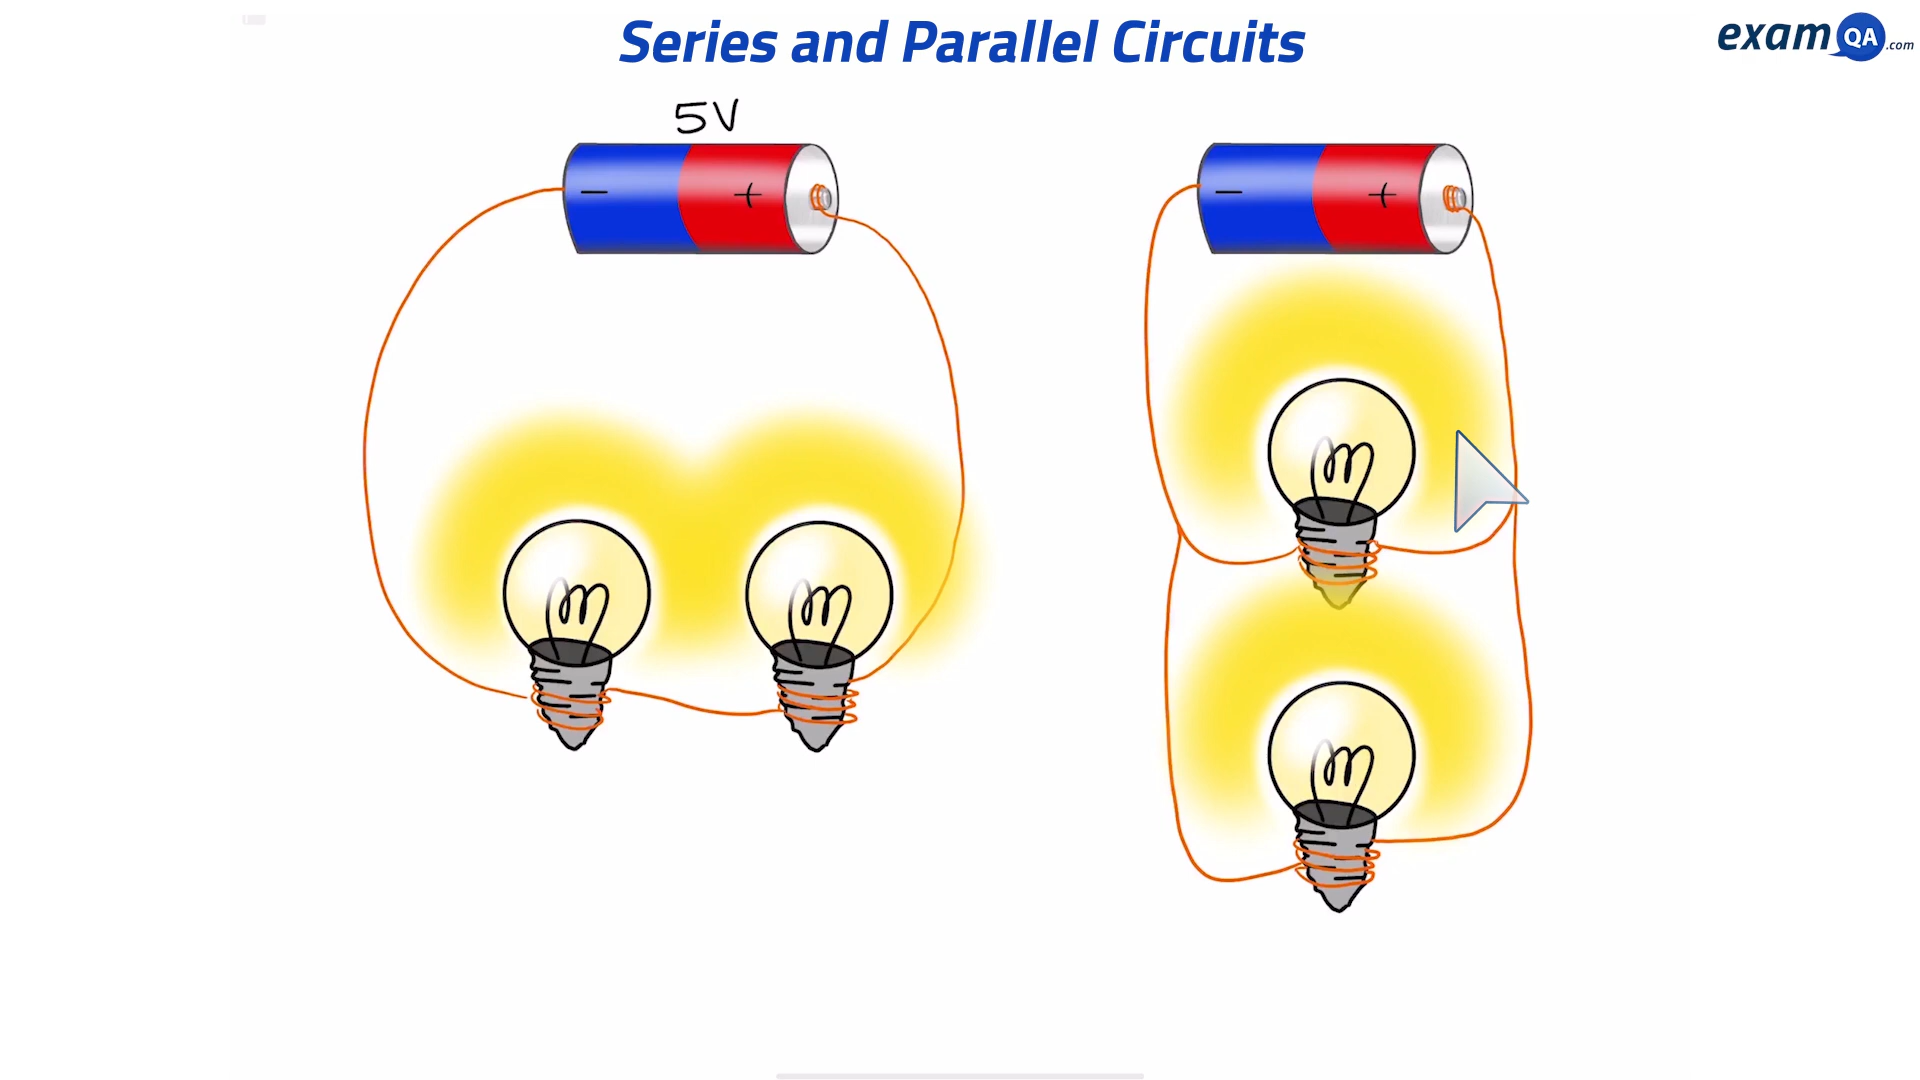 Series and Parallel Circuits
examQA.com
5V
− +
− +